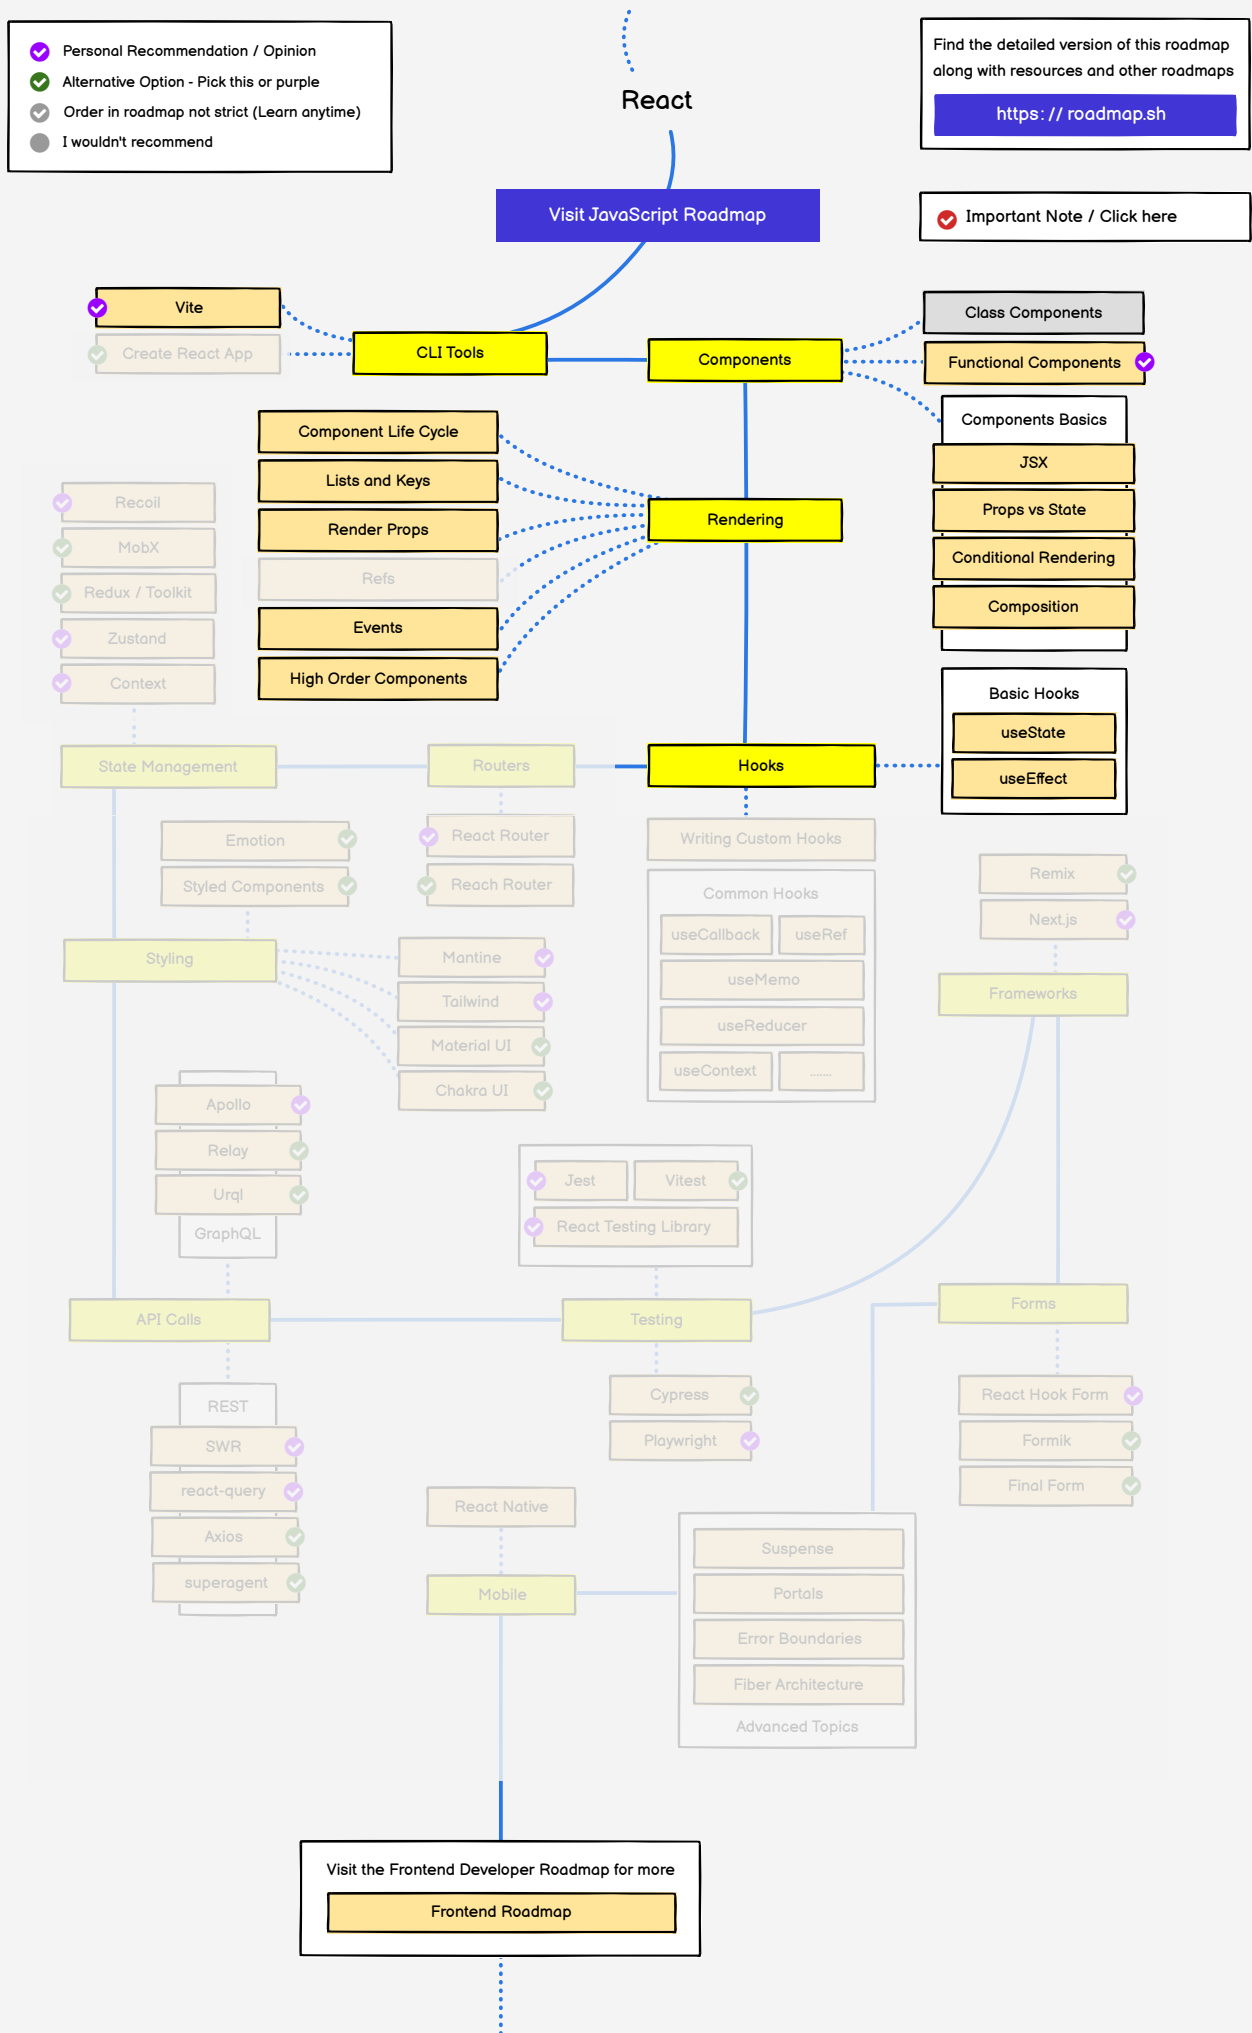 Personal Recommendation / Opinion
Alternative Option - Pick this or purple
Order in roadmap not strict (Learn anytime)
I wouldn't recommend
React
Find the detailed version of this roadmap
along with resources and other roadmaps
https: // roadmap.sh
Visit JavaScript Roadmap
Important Note / Click here
Vite
Create React App
CLI Tools
Components
Class Components
Functional Components
Components Basics
JSX
Props vs State
Conditional Rendering
Composition
Component Life Cycle
Lists and Keys
Render Props
Refs
Events
High Order Components
Rendering
Recoil
MobX
Redux / Toolkit
Zustand
Context
Basic Hooks
useState
useEffect
State Management
Routers
Hooks
Emotion
Styled Components
React Router
Reach Router
Writing Custom Hooks
Common Hooks
useCallback
useRef
useMemo
useReducer
useContext
.......
Remix
Next.js
Frameworks
Styling
Mantine
Tailwind
Material UI
Chakra UI
Apollo
Relay
Urql
GraphQL
Jest
Vitest
React Testing Library
API Calls
Testing
Forms
REST
SWR
react-query
Axios
superagent
Cypress
Playwright
React Hook Form
Formik
Final Form
React Native
Mobile
Suspense
Portals
Error Boundaries
Fiber Architecture
Advanced Topics
Visit the Frontend Developer Roadmap for more
Frontend Roadmap